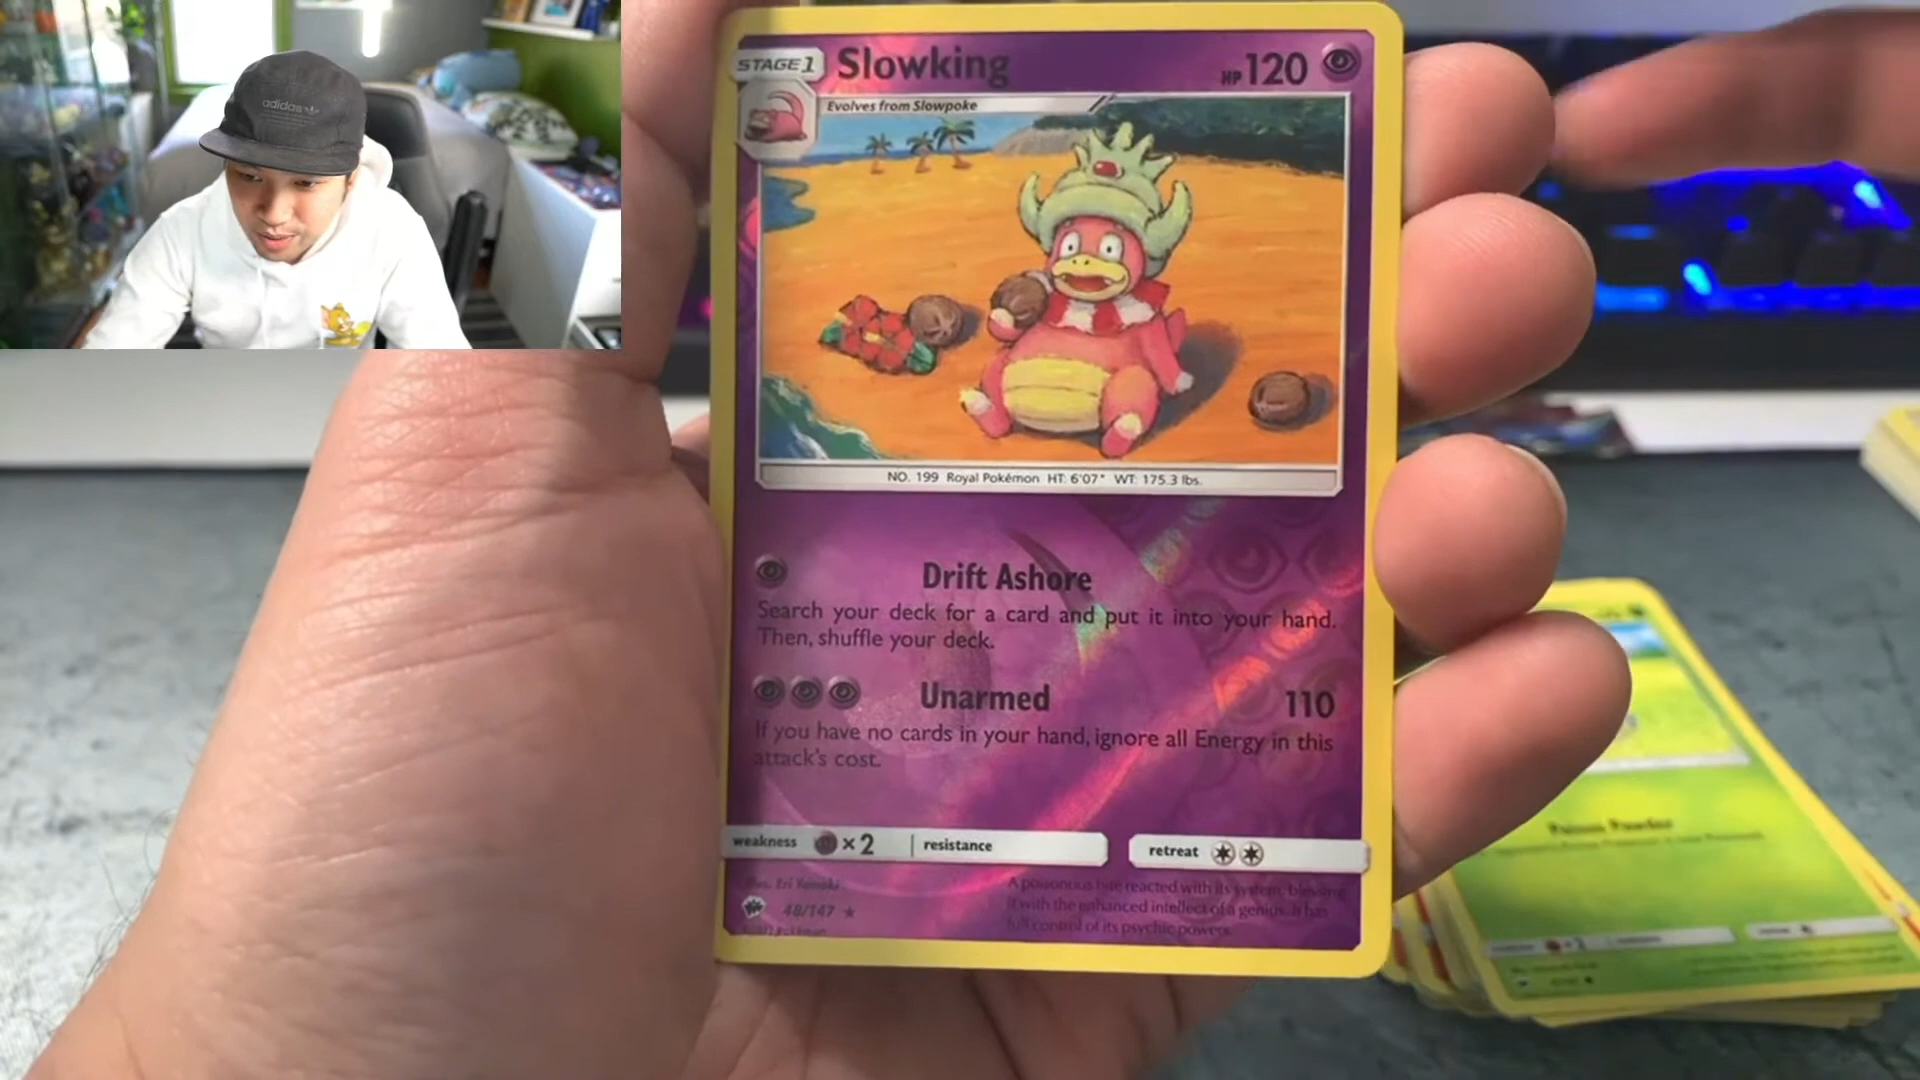 adidas
STAGE 1
Slowking
HP 120
Evolves from Slowpoke
NO. 199 Royal Pokémon HT: 6'07" WT: 175.3 lbs.
Drift Ashore
Search your deck for a card and put it into your hand.
Then, shuffle your deck.
Unarmed 110
If you have no cards in your hand, ignore all Energy in this
attack's cost.
weakness ×2 resistance
retreat
48/147
A poisonous bite reacted with its system, blessing
it with the enhanced intellect of a genius. It has
full control of its psychic powers.
Poison Powder